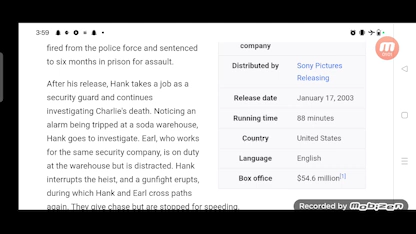 3:59
fired from the police force and sentenced
to six months in prison for assault.
After his release, Hank takes a job as a
security guard and continues
investigating Charlie's death. Noticing an
alarm being tripped at a soda warehouse,
Hank goes to investigate. Earl, who works
for the same security company, is on duty
at the warehouse but is distracted. Hank
interrupts the heist, and a gunfight erupts,
during which Hank and Earl cross paths
again. They give chase but are stopped for speeding.
company
Distributed by Sony Pictures
Releasing
Release date January 17, 2003
Running time 88 minutes
Country United States
Language English
Box office $54.6 million[1]
Recorded by Mobizen